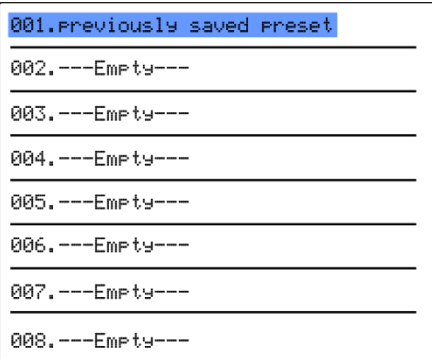 001.previously saved preset
002.---Empty---
003.---Empty---
004.---Empty---
005.---Empty---
006.---Empty---
007.---Empty---
008.---Empty---